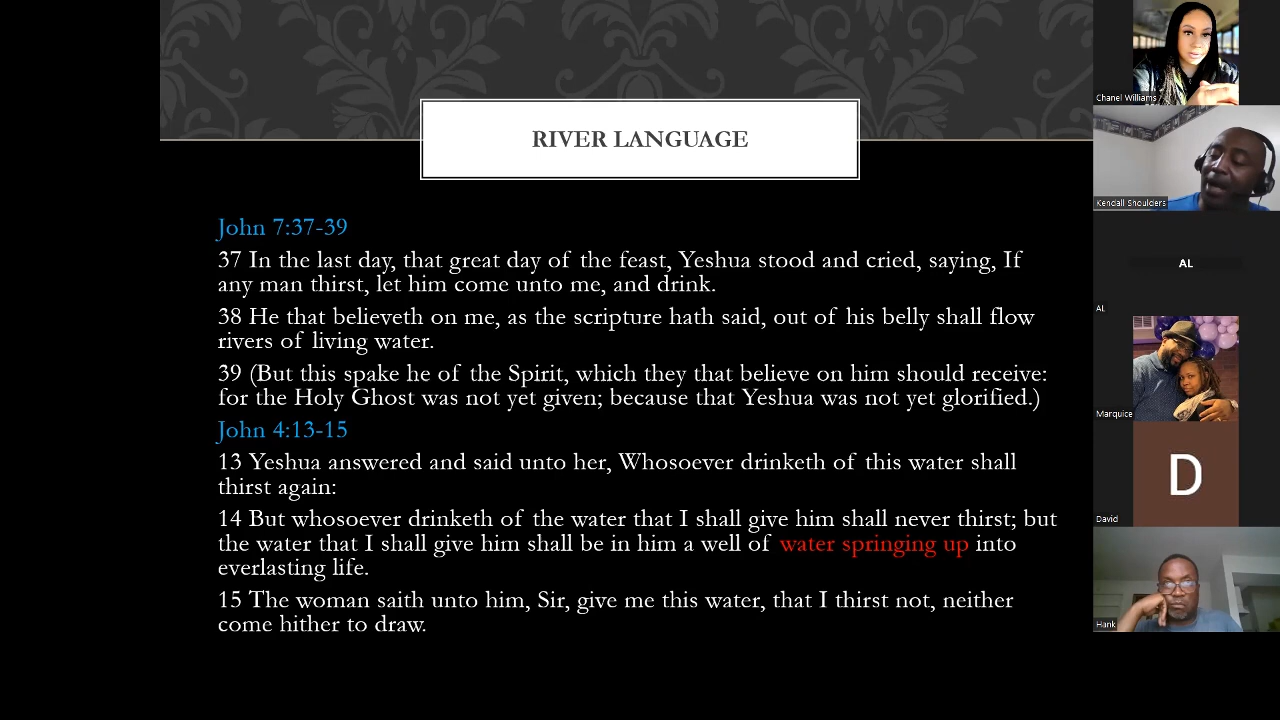 RIVER LANGUAGE
John 7:37-39
37 In the last day, that great day of the feast, Yeshua stood and cried, saying, If
any man thirst, let him come unto me, and drink.
38 He that believeth on me, as the scripture hath said, out of his belly shall flow
rivers of living water.
39 (But this spake he of the Spirit, which they that believe on him should receive:
for the Holy Ghost was not yet given; because that Yeshua was not yet glorified.)
John 4:13-15
13 Yeshua answered and said unto her, Whosoever drinketh of this water shall
thirst again:
14 But whosoever drinketh of the water that I shall give him shall never thirst; but
the water that I shall give him shall be in him a well of water springing up into
everlasting life.
15 The woman saith unto him, Sir, give me this water, that I thirst not, neither
come hither to draw.
Chanel Williams
Kendall Shoulders
AL
AL
Marquice
D
David
Hank